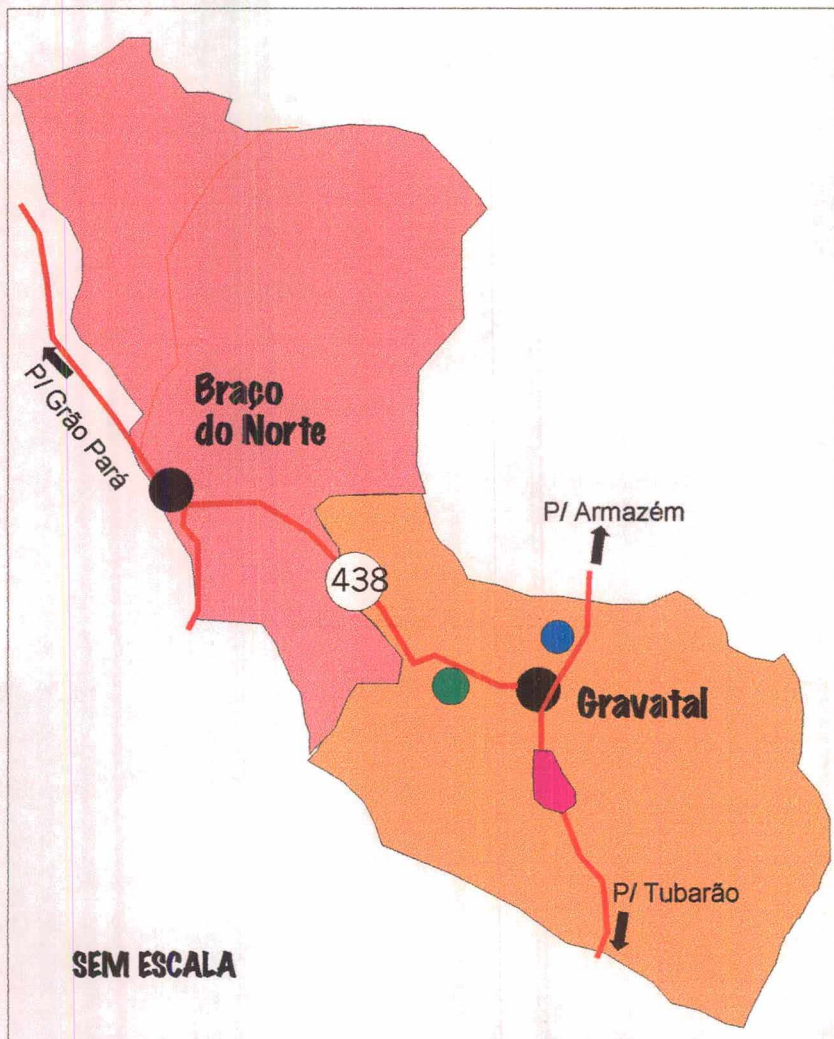 Braço
do Norte
P/ Grão Pará
P/ Armazém
438
Gravatal
P/ Tubarão
SEM ESCALA